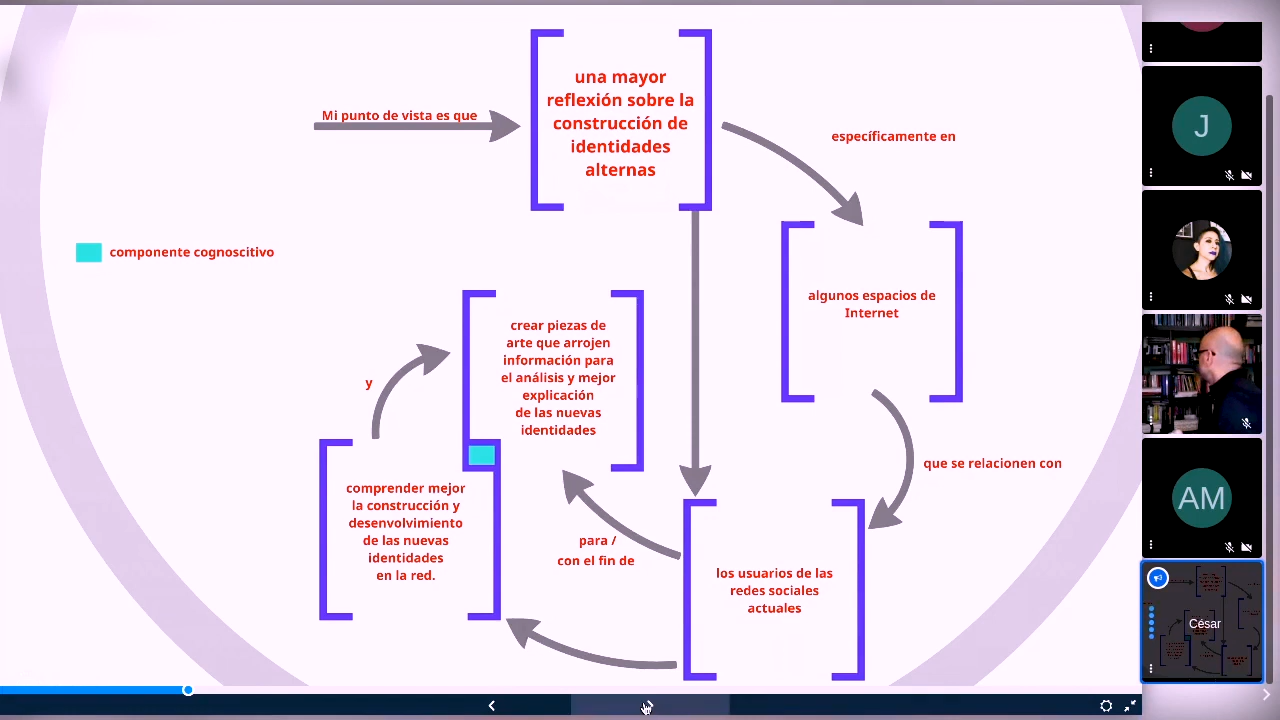 Mi punto de vista es que
una mayor
reflexión sobre la
construcción de
identidades
alternas
específicamente en
componente cognoscitivo
algunos espacios de
Internet
crear piezas de
arte que arrojen
información para
el análisis y mejor
explicación
de las nuevas
identidades
y
que se relacionen con
comprender mejor
la construcción y
desenvolvimiento
de las nuevas
identidades
en la red.
para /
con el fin de
los usuarios de las
redes sociales
actuales
J
AM
César